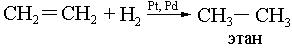 CH₂=CH₂ + H₂ Pt, Pd → CH₃−CH₃
этан